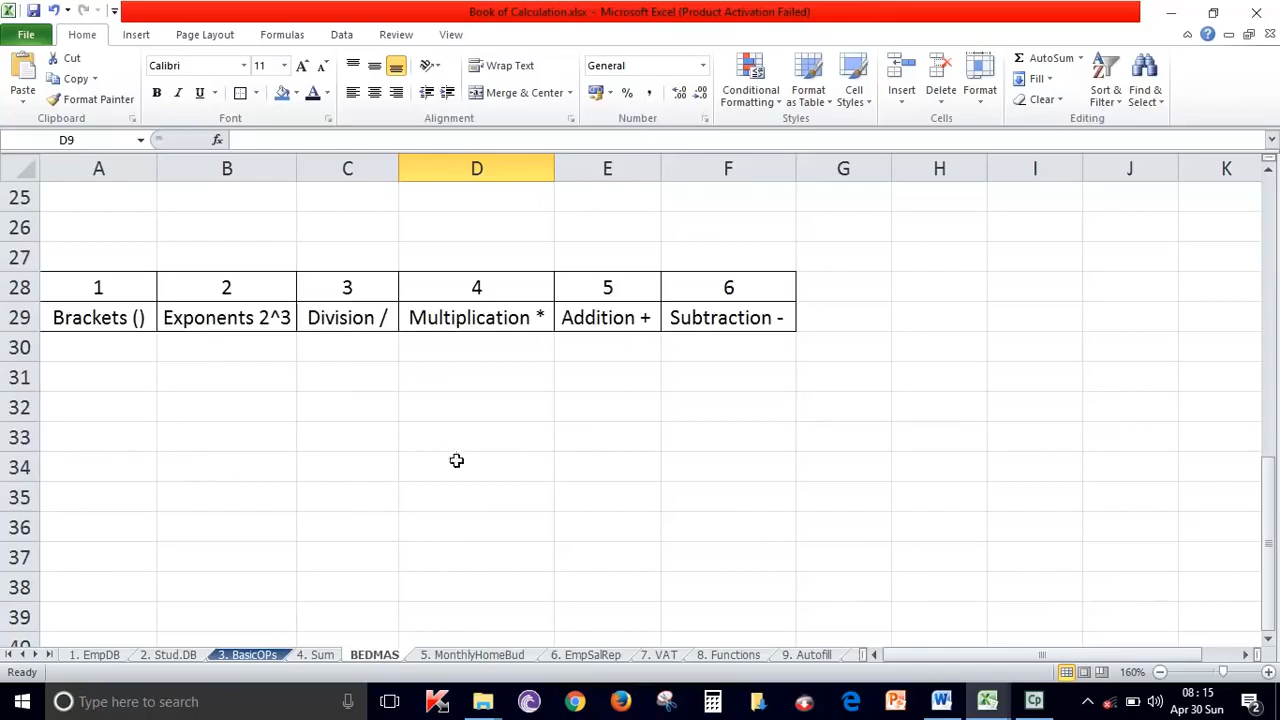 Book of Calculation.xlsx - Microsoft Excel (Product Activation Failed)
File Home Insert Page Layout Formulas Data Review View
Cut
Copy
Format Painter
Paste
Clipboard
Calibri 11
B I U
Font
Wrap Text
Merge & Center
Alignment
General
%
Number
Conditional Formatting
Format as Table
Cell Styles
Styles
Insert
Delete
Format
Cells
Σ AutoSum
Fill
Clear
Sort & Filter
Find & Select
Editing
D9 fx
A B C D E F G H I J K
25
26
27
28 1 2 3 4 5 6
29 Brackets () Exponents 2^3 Division / Multiplication * Addition + Subtraction -
30
31
32
33
34
35
36
37
38
39
40
1. EmpDB 2. Stud.DB 3. BasicOPs 4. Sum BEDMAS 5. MonthlyHomeBud 6. EmpSalRep 7. VAT 8. Functions 9. Autofill
Ready 160%
Type here to search
08:15
Apr 30 Sun
2